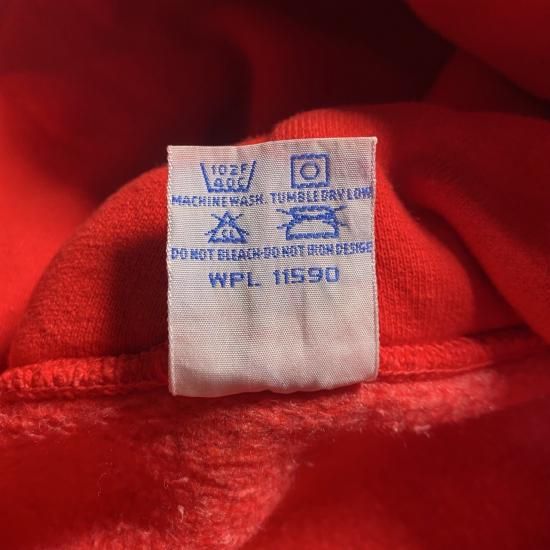 102F
40C
MACHINE WASH. TUMBLE DRY LOW
CL
DO NOT BLEACH-DO NOT IRON DESIGN
WPL 11590